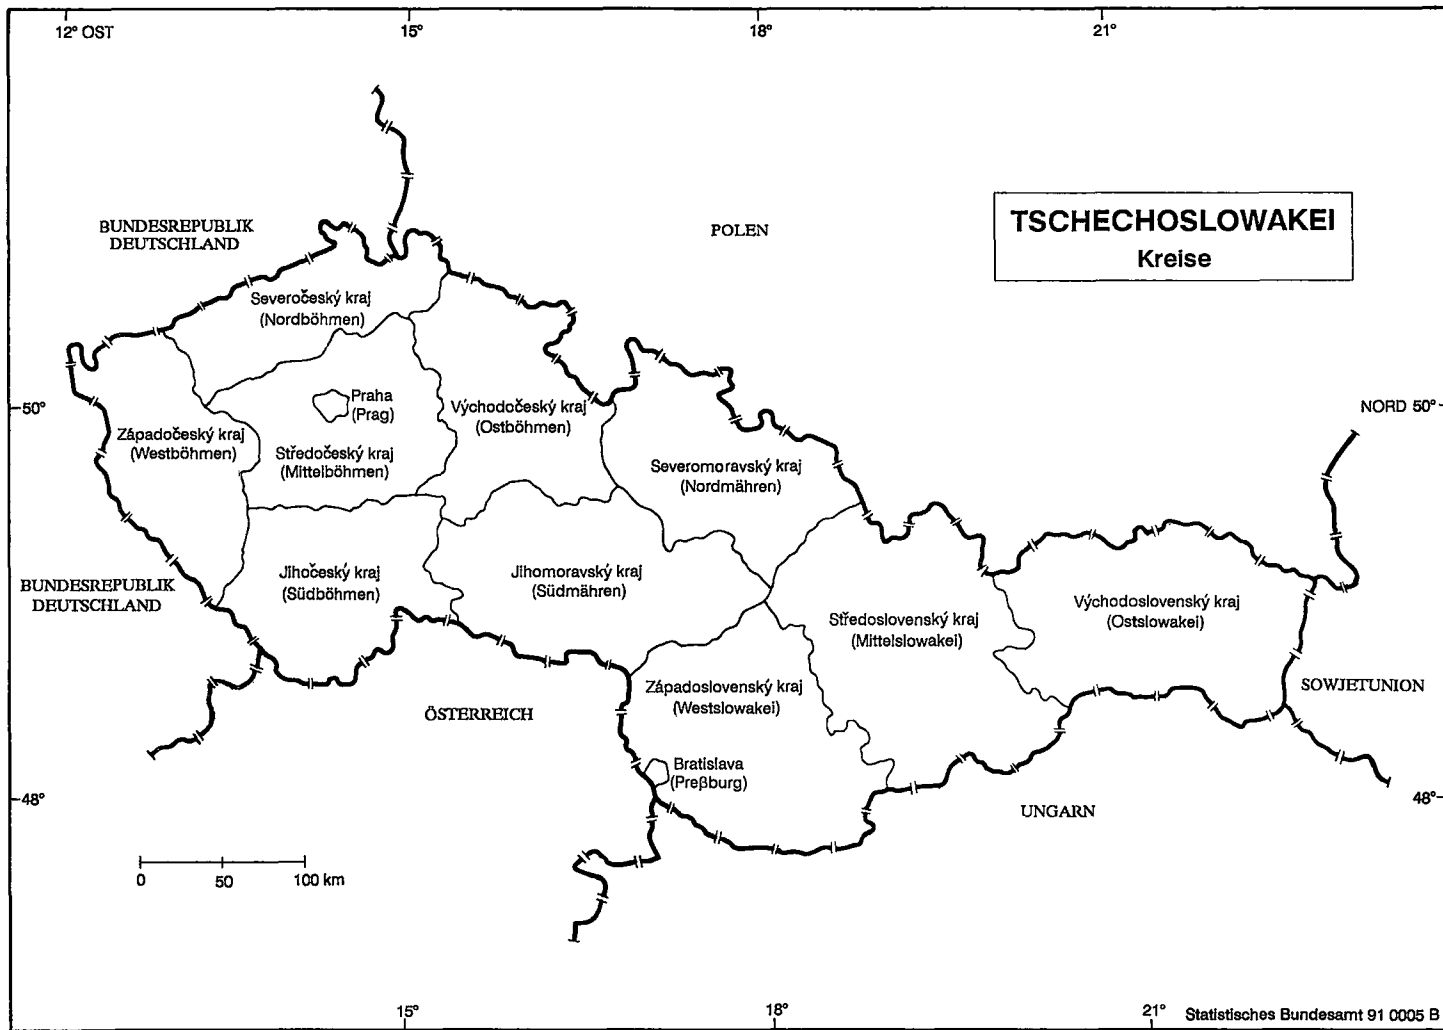 12° OST
15°
18°
21°
BUNDESREPUBLIK
DEUTSCHLAND
POLEN
TSCHECHOSLOWAKEI
Kreise
Severočeský kraj
(Nordböhmen)
Praha
(Prag)
50°
NORD 50°
Východočeský kraj
(Ostböhmen)
Západočeský kraj
(Westböhmen)
Středočeský kraj
(Mittelböhmen)
Severomoravský kraj
(Nordmähren)
BUNDESREPUBLIK
DEUTSCHLAND
Jihočeský kraj
(Südböhmen)
Jihomoravský kraj
(Südmähren)
Středoslovenský kraj
(Mittelslowakei)
Východoslovenský kraj
(Ostslowakei)
Západoslovenský kraj
(Westslowakei)
SOWJETUNION
ÖSTERREICH
Bratislava
(Preßburg)
48°
48°
UNGARN
0 50 100 km
15°
18°
21°
Statistisches Bundesamt 91 0005 B